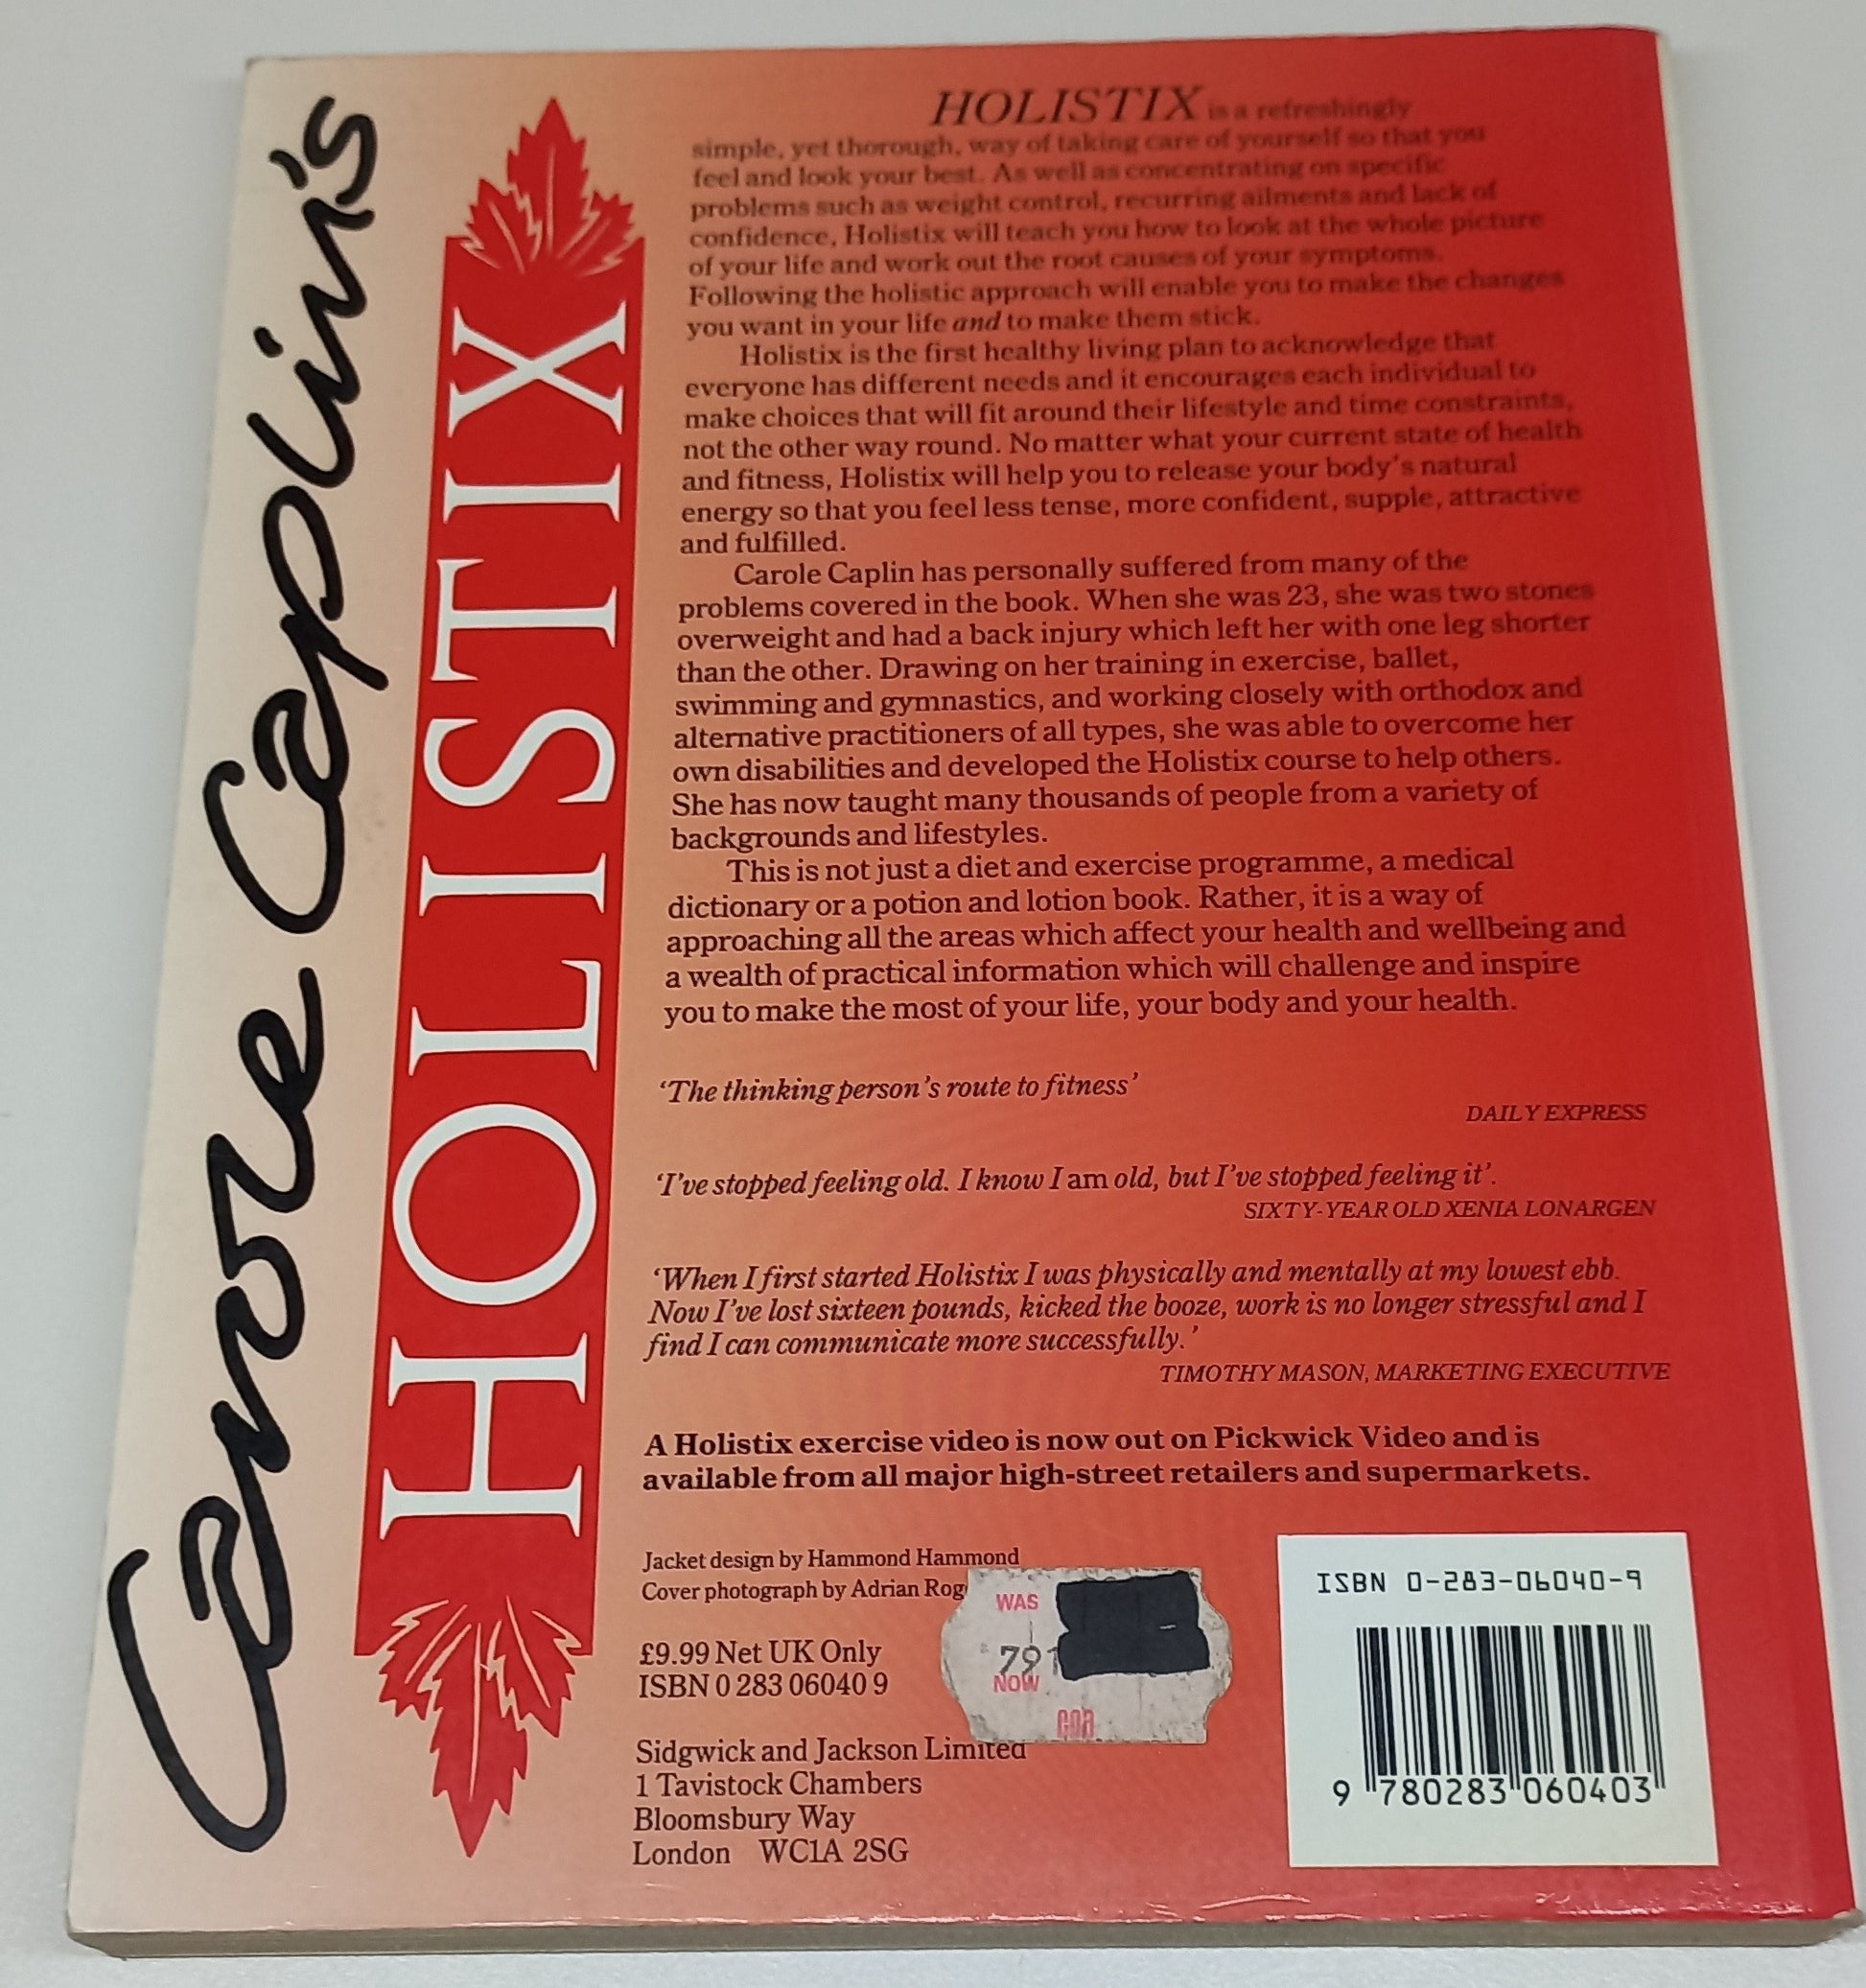 Carole Caplin's
HOLISTIX
HOLISTIX is a refreshingly
simple, yet thorough, way of taking care of yourself so that you
feel and look your best. As well as concentrating on specific
problems such as weight control, recurring ailments and lack of
confidence, Holistix will teach you how to look at the whole picture
of your life and work out the root causes of your symptoms.
Following the holistic approach will enable you to make the changes
you want in your life and to make them stick.
Holistix is the first healthy living plan to acknowledge that
everyone has different needs and it encourages each individual to
make choices that will fit around their lifestyle and time constraints,
not the other way round. No matter what your current state of health
and fitness, Holistix will help you to release your body's natural
energy so that you feel less tense, more confident, supple, attractive
and fulfilled.
Carole Caplin has personally suffered from many of the
problems covered in the book. When she was 23, she was two stones
overweight and had a back injury which left her with one leg shorter
than the other. Drawing on her training in exercise, ballet,
swimming and gymnastics, and working closely with orthodox and
alternative practitioners of all types, she was able to overcome her
own disabilities and developed the Holistix course to help others.
She has now taught many thousands of people from a variety of
backgrounds and lifestyles.
This is not just a diet and exercise programme, a medical
dictionary or a potion and lotion book. Rather, it is a way of
approaching all the areas which affect your health and wellbeing and
a wealth of practical information which will challenge and inspire
you to make the most of your life, your body and your health.
'The thinking person's route to fitness'
DAILY EXPRESS
'I've stopped feeling old. I know I am old, but I've stopped feeling it'.
SIXTY-YEAR OLD XENIA LONARGEN
'When I first started Holistix I was physically and mentally at my lowest ebb.
Now I've lost sixteen pounds, kicked the booze, work is no longer stressful and I
find I can communicate more successfully.'
TIMOTHY MASON, MARKETING EXECUTIVE
A Holistix exercise video is now out on Pickwick Video and is
available from all major high-street retailers and supermarkets.
Jacket design by Hammond Hammond
Cover photograph by Adrian Rog
WAS
791
NOW
£9.99 Net UK Only
ISBN 0 283 06040 9
Sidgwick and Jackson Limited
1 Tavistock Chambers
Bloomsbury Way
London WC1A 2SG
ISBN 0-283-06040-9
9 780283 060403